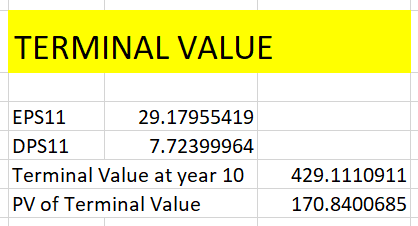 TERMINAL VALUE
EPS11 29.17955419
DPS11 7.72399964
Terminal Value at year 10 429.1110911
PV of Terminal Value 170.8400685